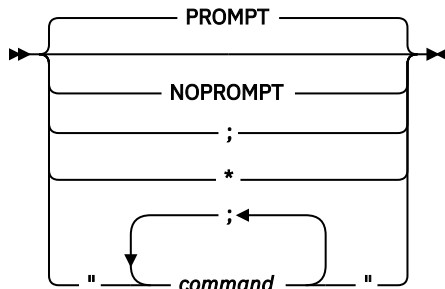 PROMPT
NOPROMPT
;
*
;
" command "